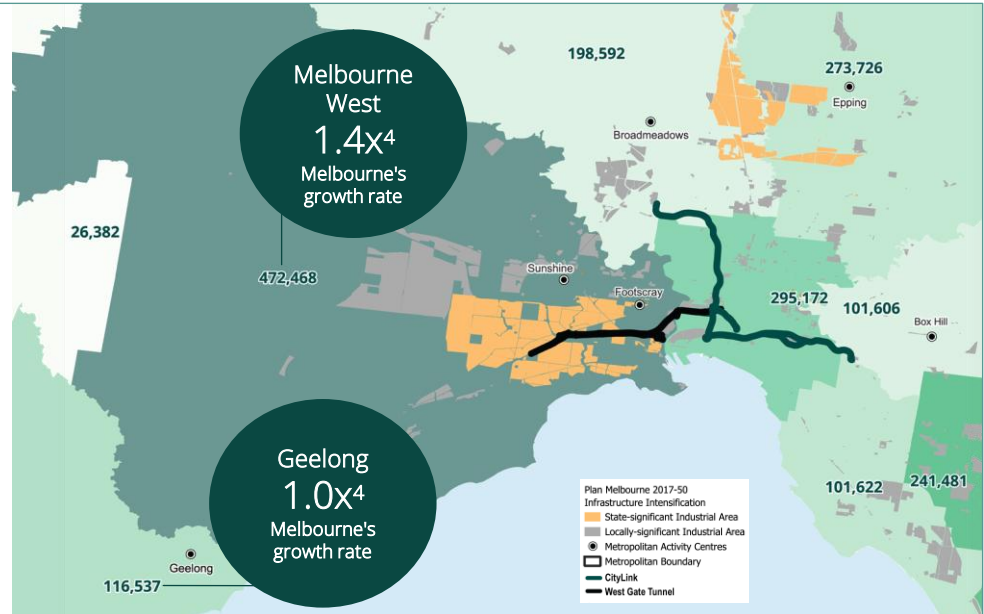 Melbourne
West
1.4x4
Melbourne's
growth rate
198,592
273,726
Epping
Broadmeadows
26,382
472,468
Sunshine
Footscray
295,172
101,606
Box Hill
Geelong
1.0x4
Melbourne's
growth rate
101,622
241,481
Geelong
116,537
Plan Melbourne 2017-50
Infrastructure Intensification
State-significant Industrial Area
Locally-significant Industrial Area
Metropolitan Activity Centres
Metropolitan Boundary
CityLink
West Gate Tunnel